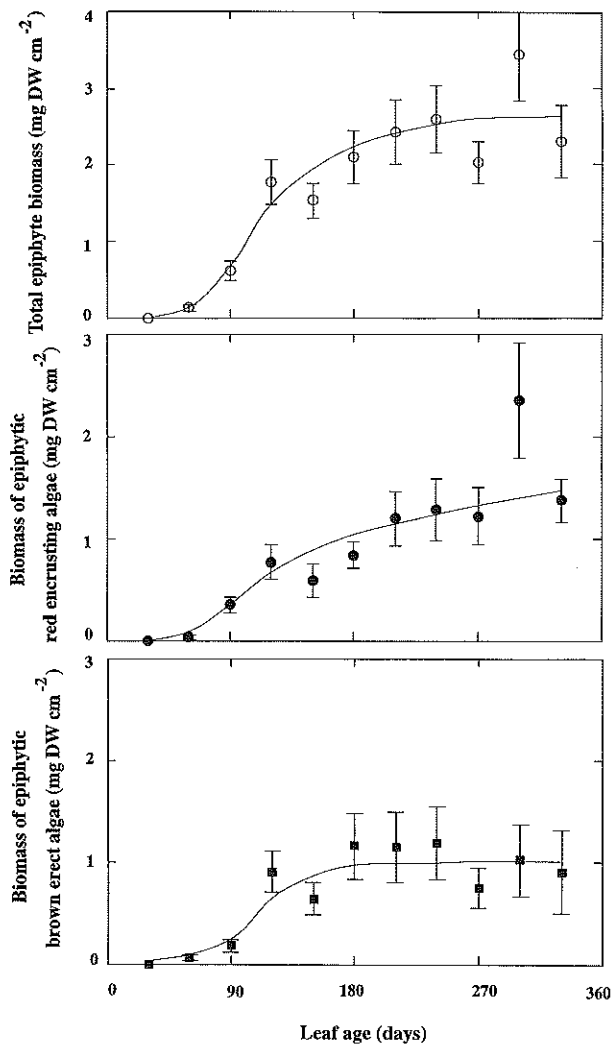 Total epiphyte biomass (mg DW cm⁻²)
4
3
2
1
0
Biomass of epiphytic
red encrusting algae (mg DW cm⁻²)
3
2
1
0
Biomass of epiphytic
brown erect algae (mg DW cm⁻²)
3
2
1
0
0 90 180 270 360
Leaf age (days)